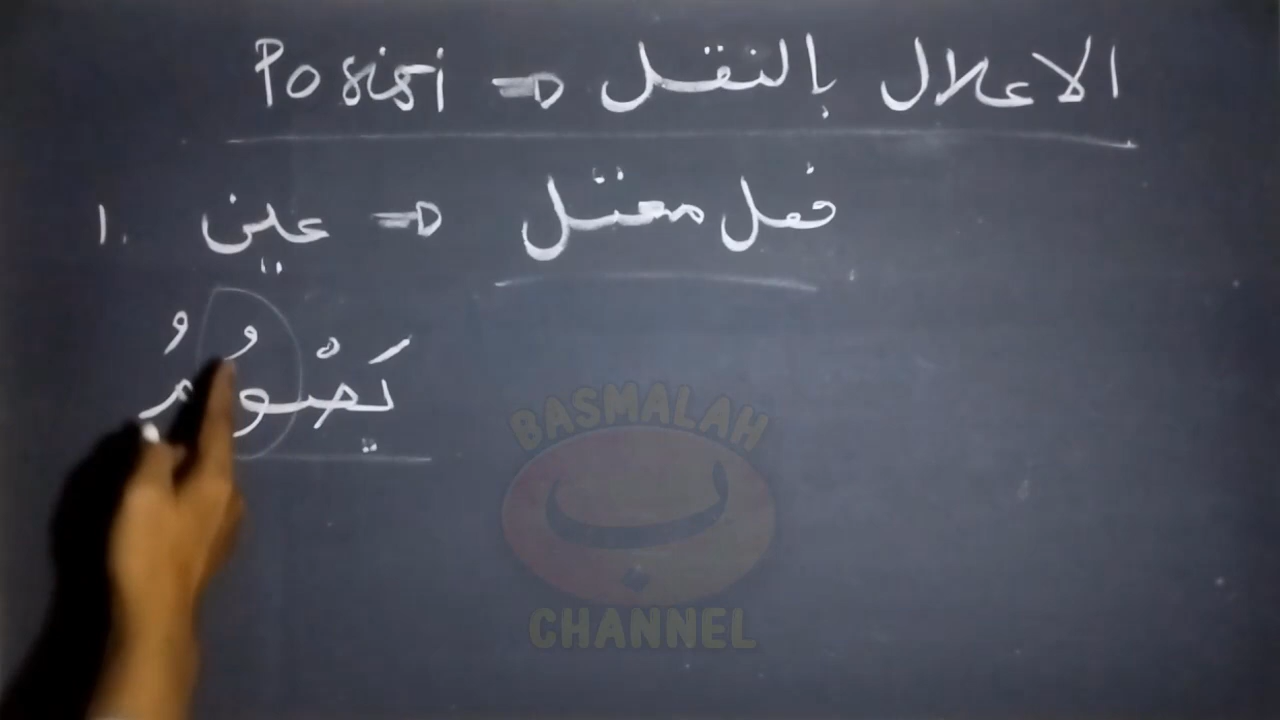 الاعلال بالنقل ⇒ Posisi
1. عين ⇒ فعل معتل
يَصْوُمُ
BASMALAH
ب
CHANNEL